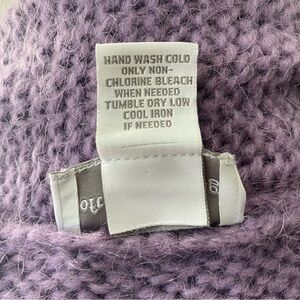 HAND WASH COLD
ONLY NON-
CHLORINE BLEACH
WHEN NEEDED
TUMBLE DRY LOW
COOL IRON
IF NEEDED